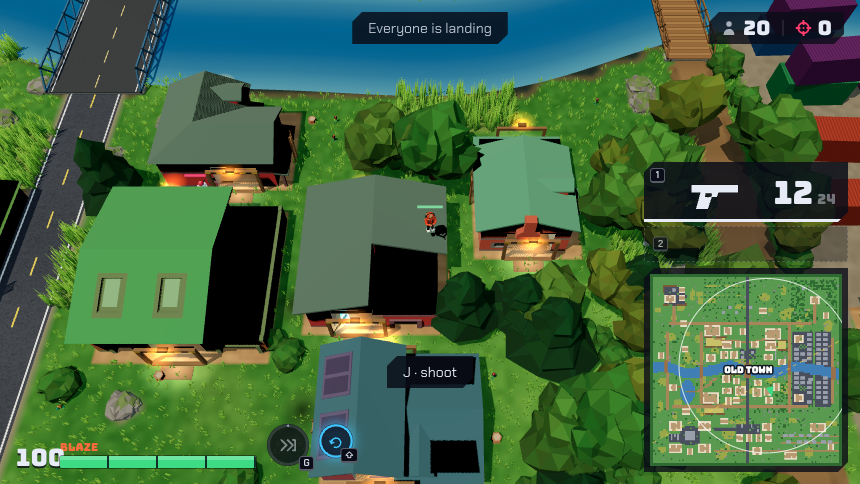 Everyone is landing
20
0
1
12 24
2
OLD TOWN
J · shoot
100
BLAZE
G